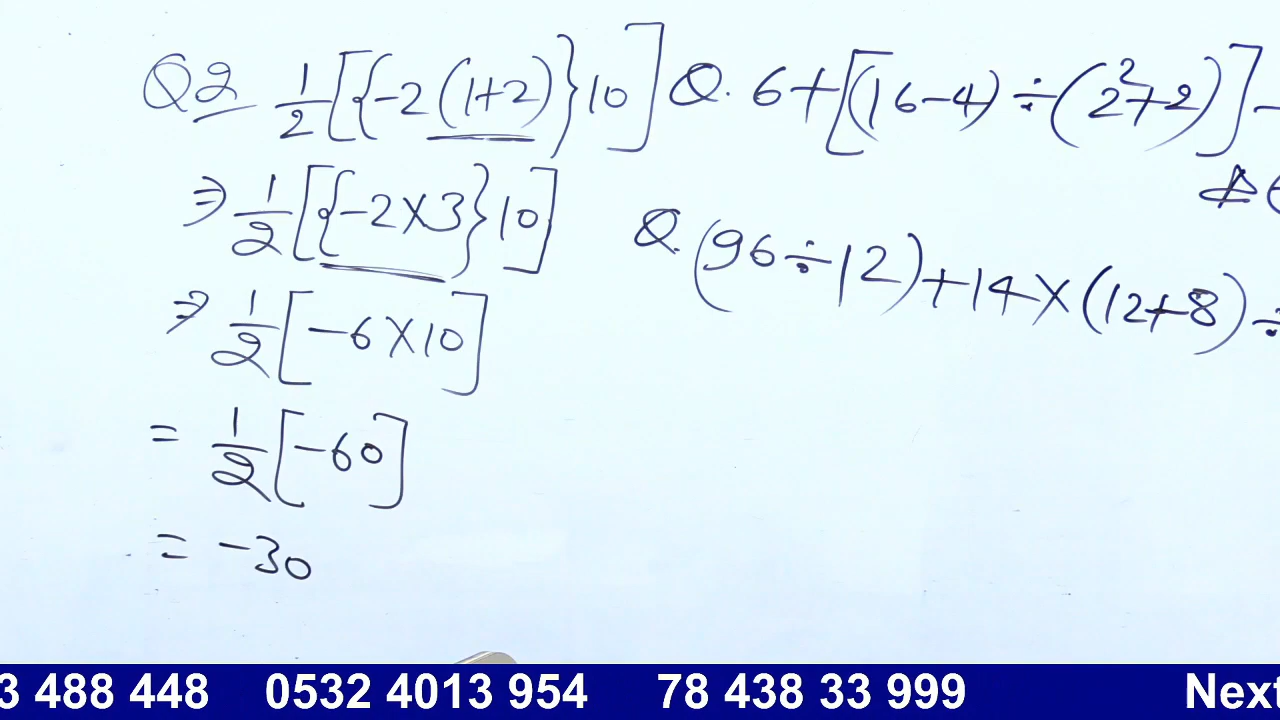 Q2 1/2[{-2(1+2)}10]
⇒ 1/2[{-2×3}10]
⇒ 1/2[-6×10]
= 1/2[-60]
= -30
Q. 6+[(16-4)÷(2²+2)]-
Q. (96÷12)+14×(12+8)÷
3 488 448 0532 4013 954 78 438 33 999 Next